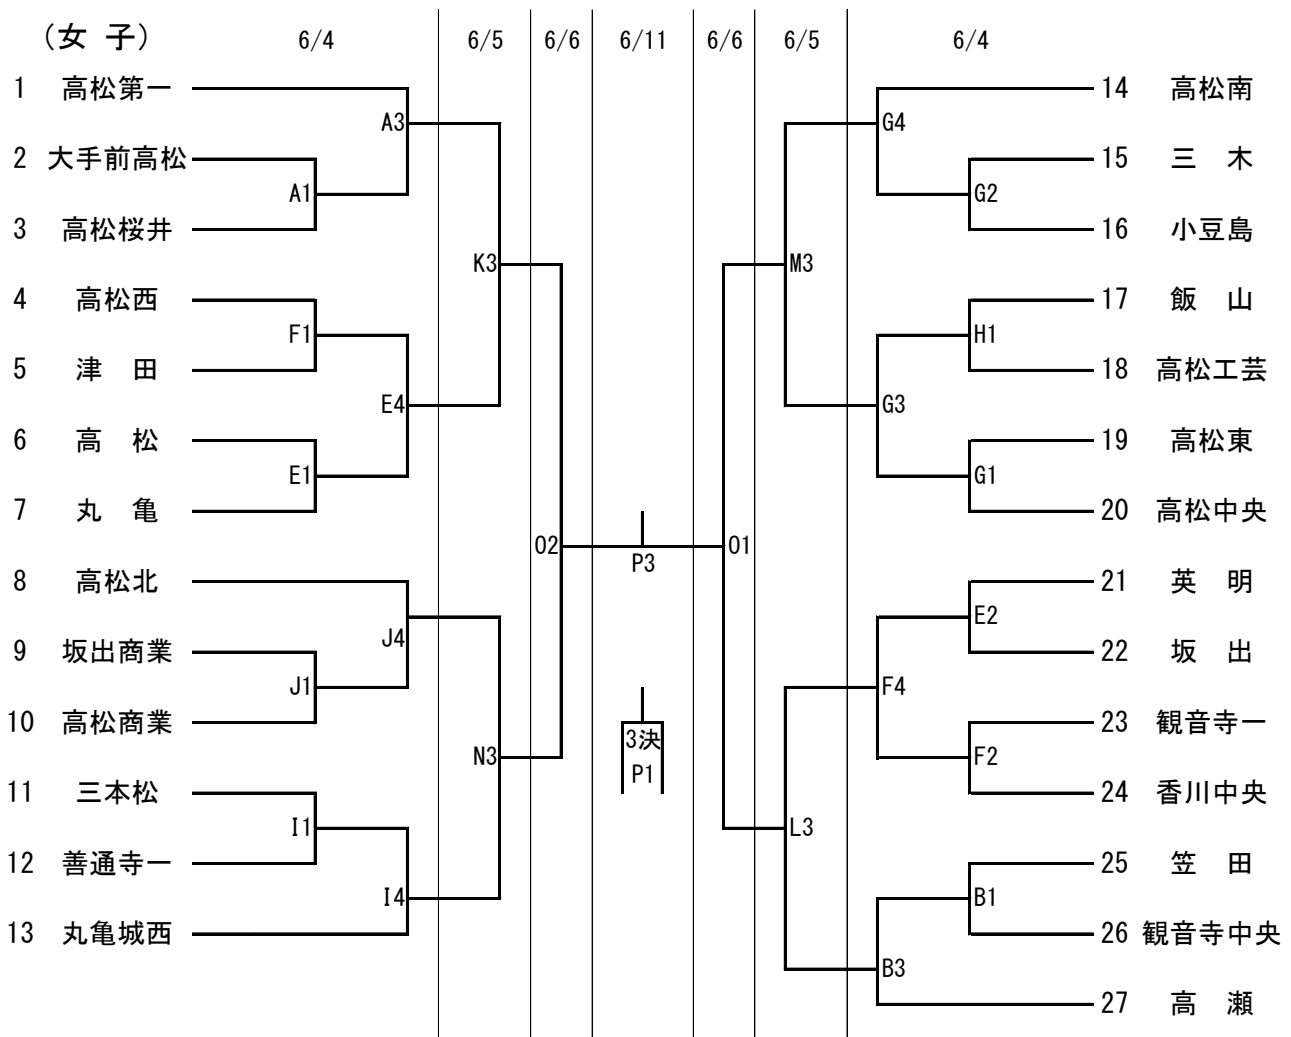 （女 子）
6/4 6/5 6/6 6/11 6/6 6/5 6/4
1 高松第一 14 高松南
A3 G4
2 大手前高松 15 三 木
A1 G2
3 高松桜井 16 小豆島
K3 M3
4 高松西 17 飯 山
F1 H1
5 津 田 18 高松工芸
E4 G3
6 高 松 19 高松東
E1 G1
7 丸 亀 20 高松中央
O2 O1
P3
8 高松北 21 英 明
E2
J4
9 坂出商業 22 坂 出
J1 F4
10 高松商業 23 観音寺一
3決
N3 F2
P1
11 三本松 24 香川中央
I1 L3
12 善通寺一 25 笠 田
I4 B1
13 丸亀城西 26 観音寺中央
B3
27 高 瀬